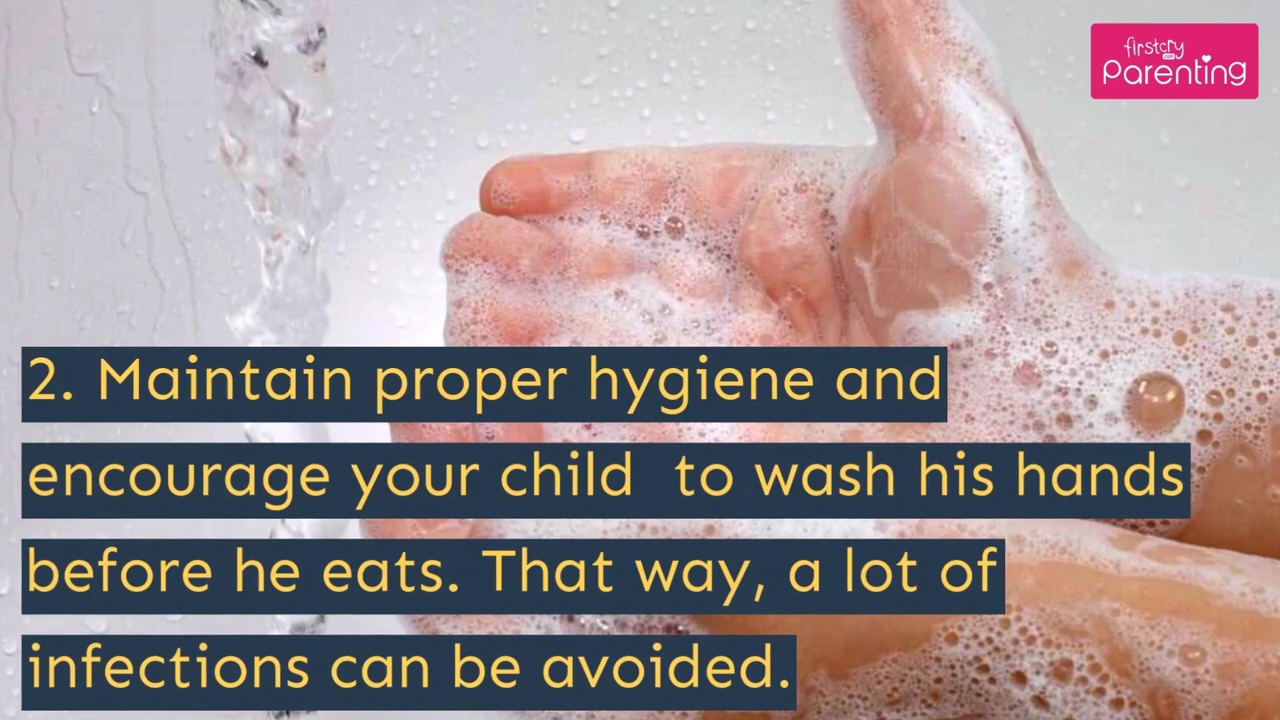 firstcry
.com
Parenting
2. Maintain proper hygiene and
encourage your child  to wash his hands
before he eats. That way, a lot of
infections can be avoided.